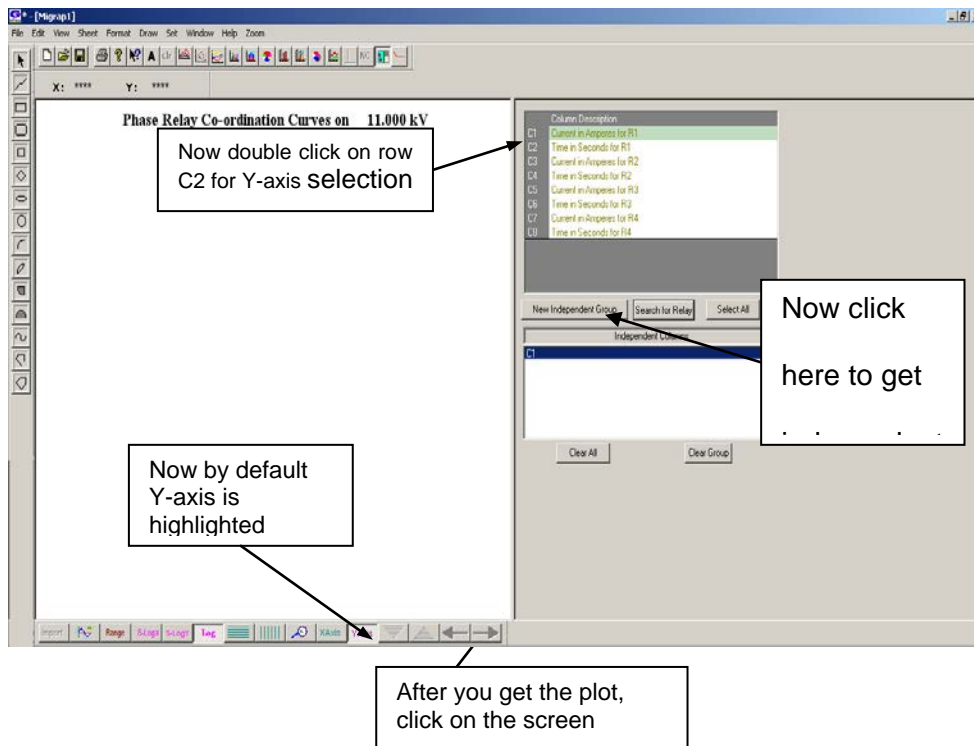 * - [Migrap1]
File Edit View Sheet Format Draw Set Window Help Zoom
A clr NC
X: **** Y: ****
Phase Relay Co-ordination Curves on 11.000 kV
Now double click on row
C2 for Y-axis selection
Column Description
C1 Current in Amperes for R1
C2 Time in Seconds for R1
C3 Current in Amperes for R2
C4 Time in Seconds for R2
C5 Current in Amperes for R3
C6 Time in Seconds for R3
C7 Current in Amperes for R4
C8 Time in Seconds for R4
New Independent Group Search for Relay Select All
Independent Columns
C1
Clear All Clear Group
Now click
here to get
Now by default
Y-axis is
highlighted
Import Range Log XAxis
After you get the plot,
click on the screen